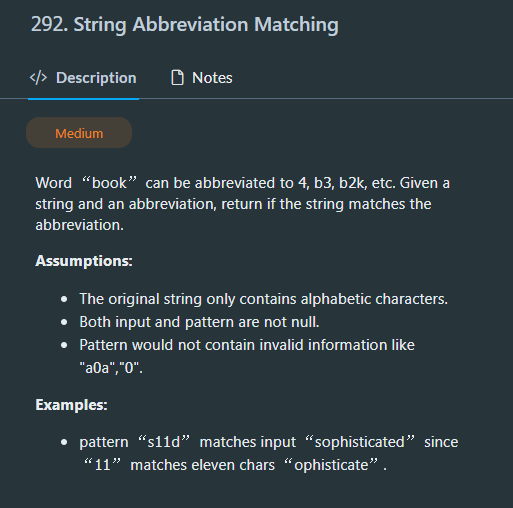 292. String Abbreviation Matching
</> Description Notes
Medium
Word “book” can be abbreviated to 4, b3, b2k, etc. Given a
string and an abbreviation, return if the string matches the
abbreviation.
Assumptions:
• The original string only contains alphabetic characters.
• Both input and pattern are not null.
• Pattern would not contain invalid information like
"a0a","0".
Examples:
• pattern “s11d” matches input “sophisticated” since
“11” matches eleven chars “ophisticate”.